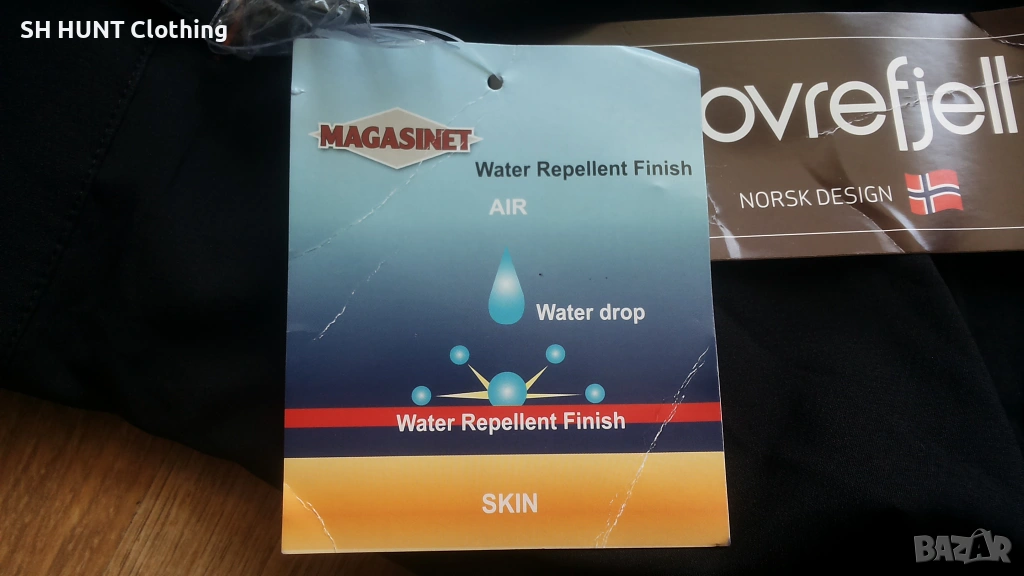 SH HUNT Clothing
MAGASINET
Water Repellent Finish
AIR
Water drop
Water Repellent Finish
SKIN
ovrefjell
NORSK DESIGN
BAZAR